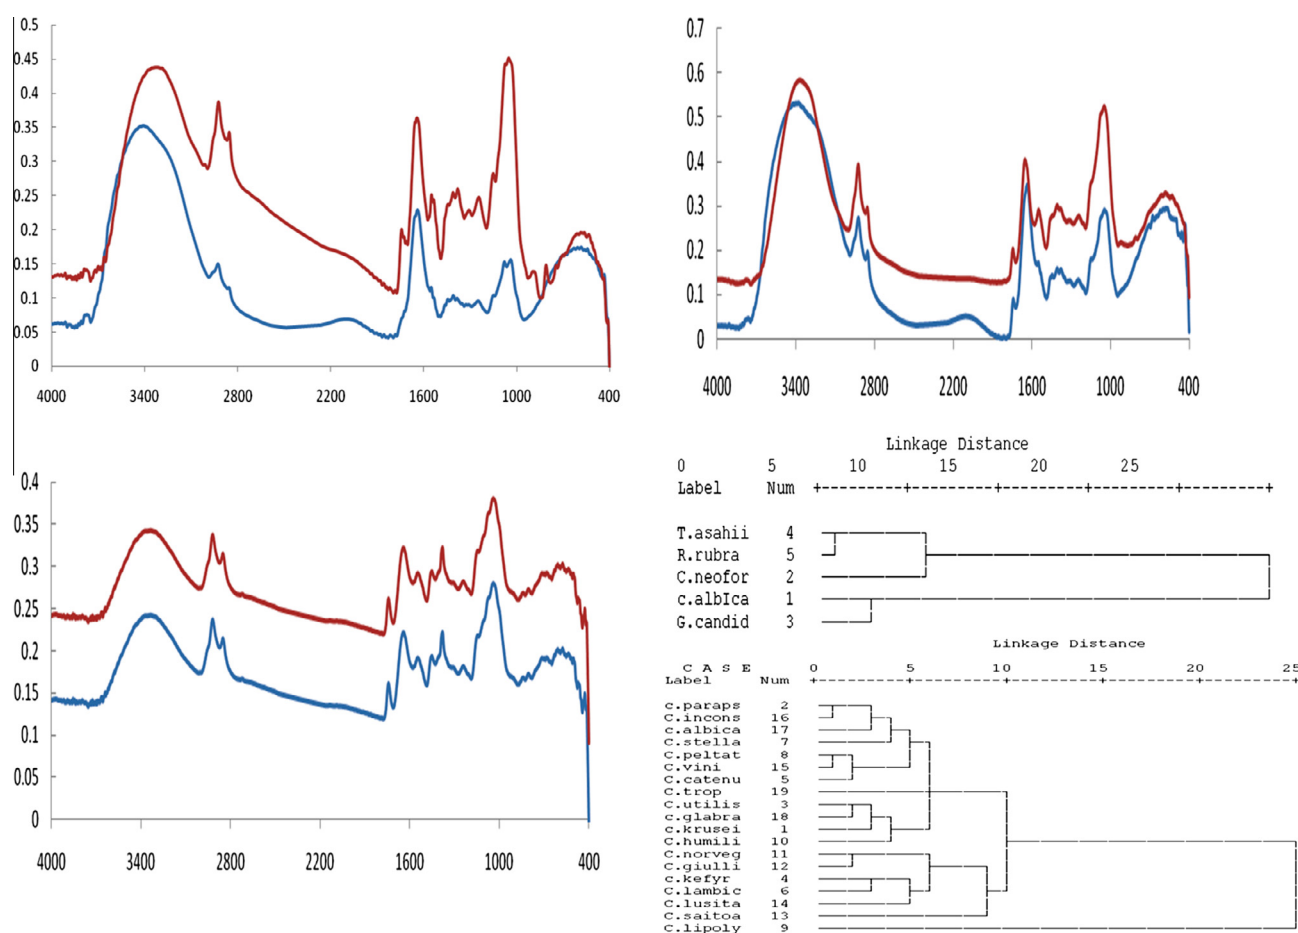 0.5
0.45
0.4
0.35
0.3
0.25
0.2
0.15
0.1
0.05
0
4000 3400 2800 2200 1600 1000 400
0.7
0.6
0.5
0.4
0.3
0.2
0.1
0
4000 3400 2800 2200 1600 1000 400
0.4
0.35
0.3
0.25
0.2
0.15
0.1
0.05
0
4000 3400 2800 2200 1600 1000 400
Linkage Distance
0 5 10 15 20 25
Label Num
T.asahii 4
R.rubra 5
C.neofor 2
c.albIca 1
G.candid 3
Linkage Distance
C A S E 0 5 10 15 20 25
Label Num
c.paraps 2
C.incons 16
c.albica 17
C.stella 7
C.peltat 8
C.vini 15
C.catenu 5
C.trop 19
C.utilis 3
c.glabra 18
C.krusei 1
C.humili 10
C.norveg 11
C.giulli 12
c.kefyr 4
C.lambic 6
C.lusita 14
C.saitoa 13
C.lipoly 9